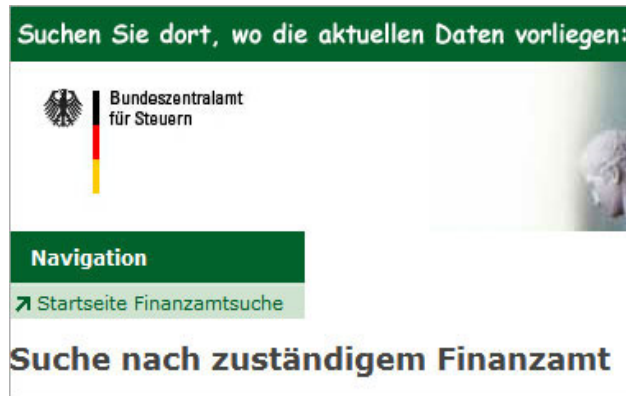 Suchen Sie dort, wo die aktuellen Daten vorliegen:
Bundeszentralamt
für Steuern
Navigation
Startseite Finanzamtsuche
Suche nach zuständigem Finanzamt